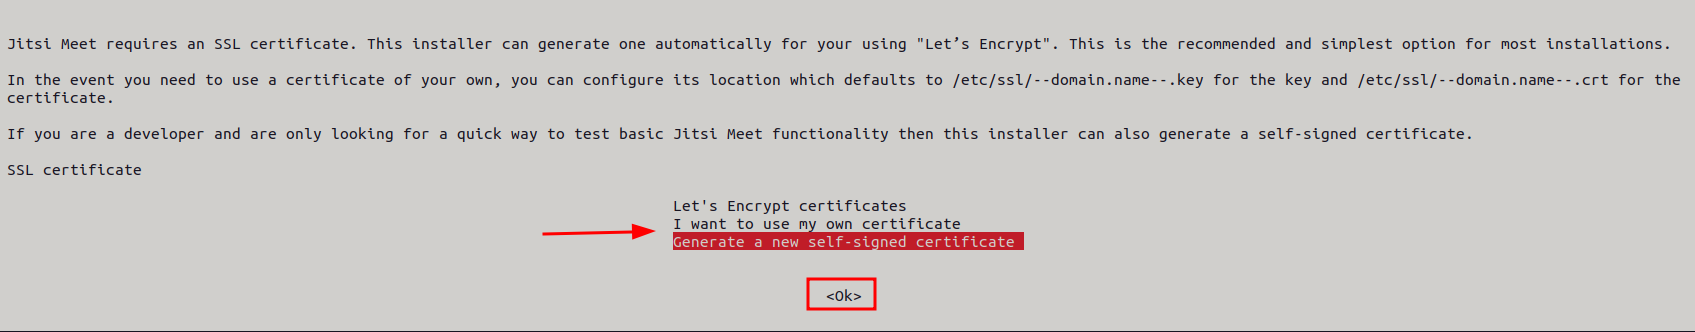 Jitsi Meet requires an SSL certificate. This installer can generate one automatically for your using "Let’s Encrypt". This is the recommended and simplest option for most installations.
In the event you need to use a certificate of your own, you can configure its location which defaults to /etc/ssl/--domain.name--.key for the key and /etc/ssl/--domain.name--.crt for the
certificate.
If you are a developer and are only looking for a quick way to test basic Jitsi Meet functionality then this installer can also generate a self-signed certificate.
SSL certificate
Let's Encrypt certificates
I want to use my own certificate
Generate a new self-signed certificate
<Ok>